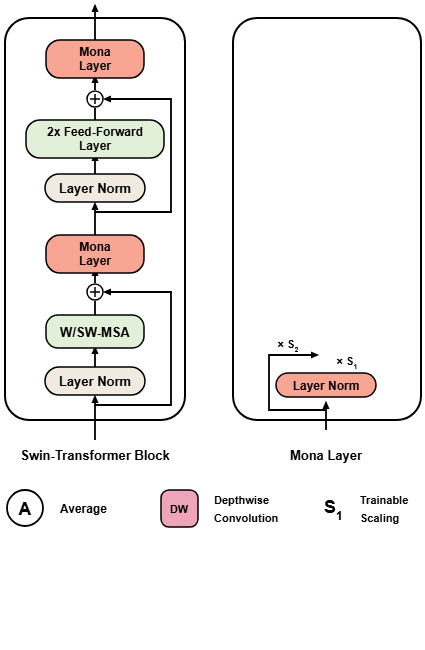 Mona
Layer
2x Feed-Forward
Layer
Layer Norm
Mona
Layer
W/SW-MSA
Layer Norm
Swin-Transformer Block
× S2
× S1
Layer Norm
Mona Layer
A
Average
DW
Depthwise
Convolution
S1
Trainable
Scaling